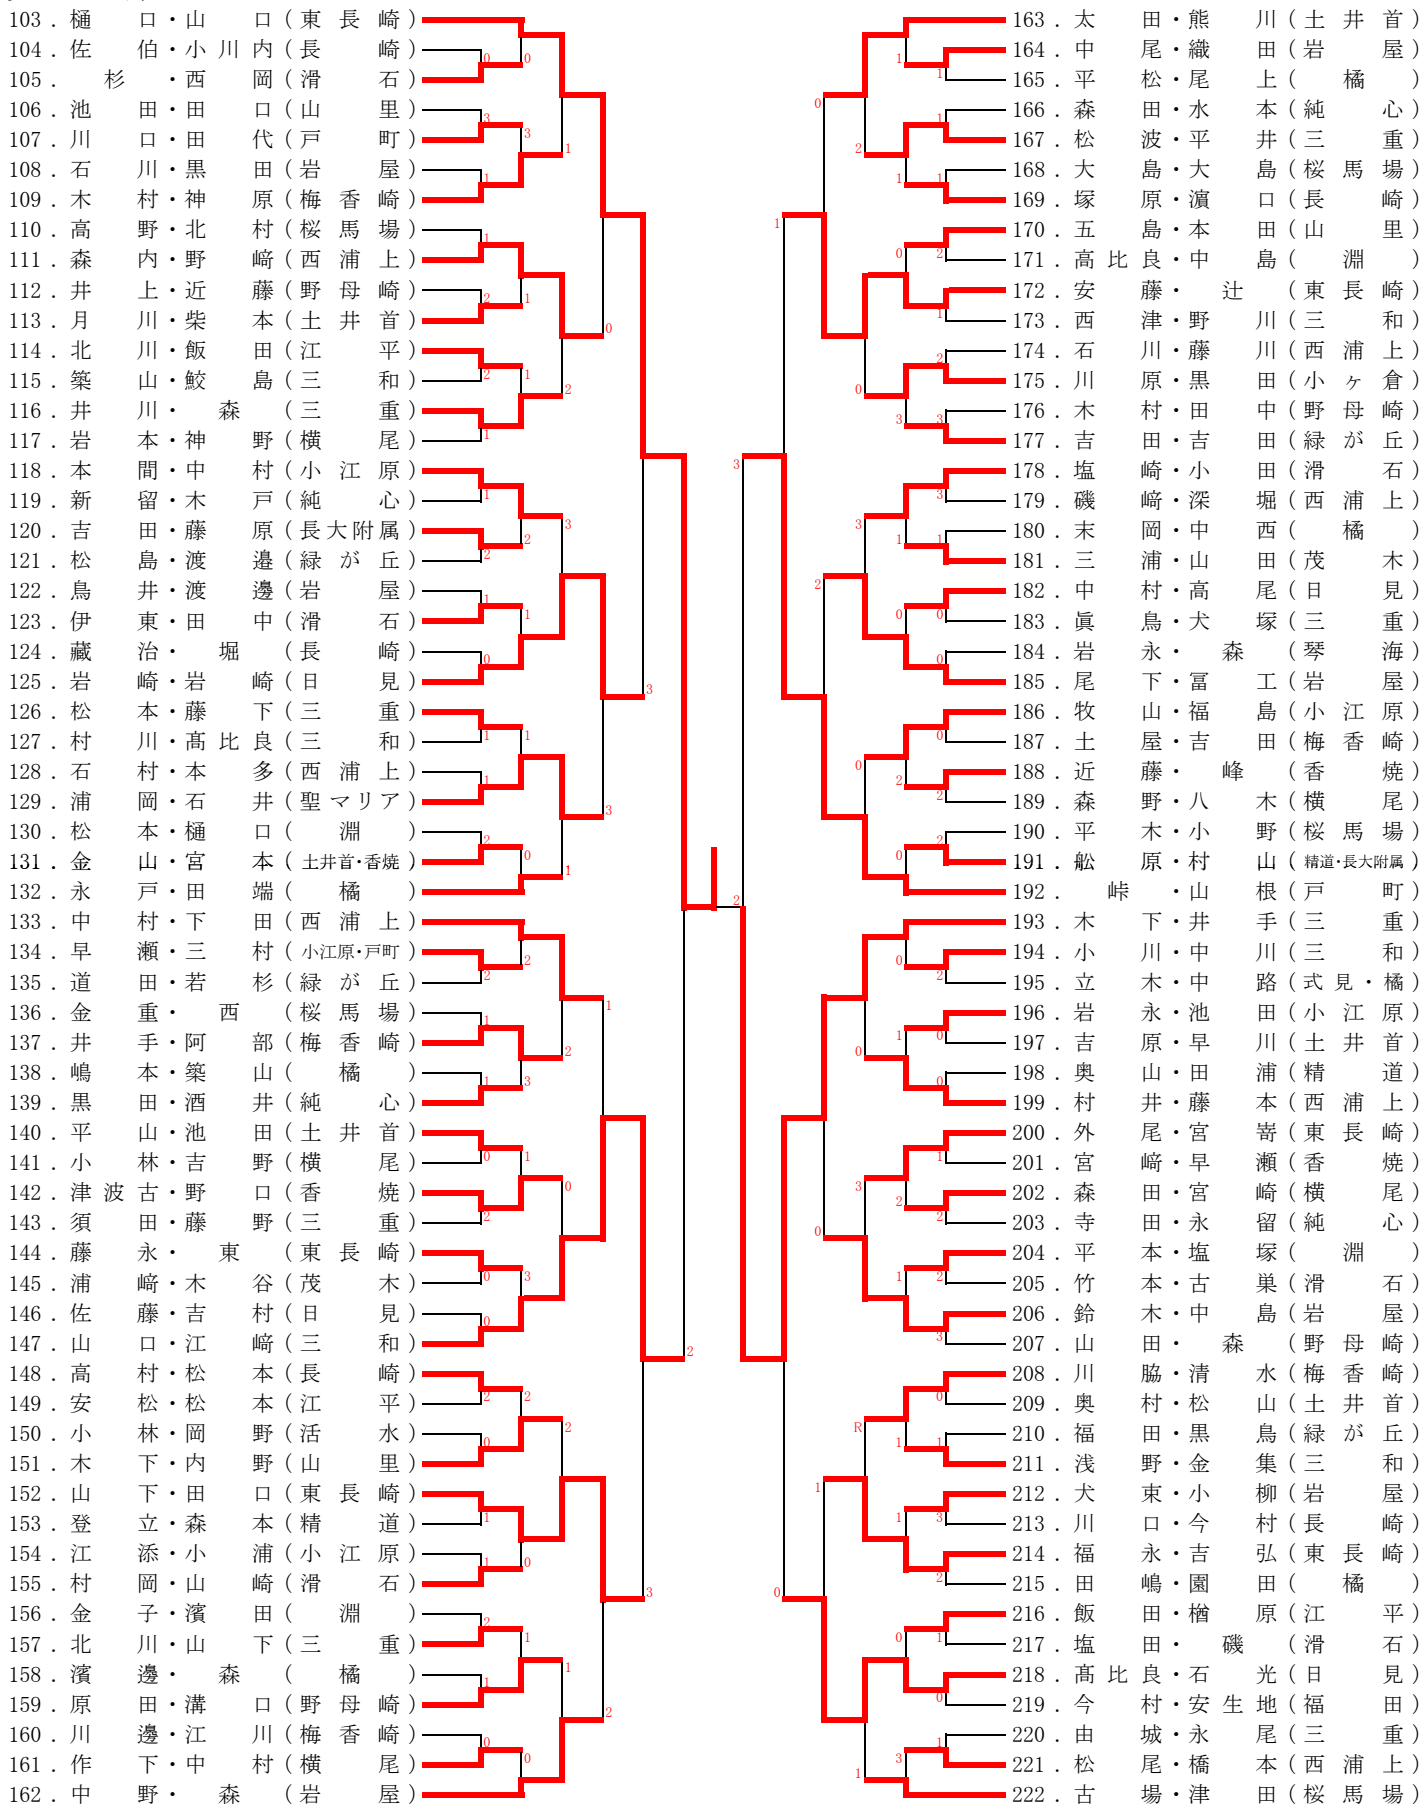 103．樋　口・山　口（東長崎）
104．佐　伯・小川内（長　崎）
105．　杉　・西　岡（滑　石）
106．池　田・田　口（山　里）
107．川　口・田　代（戸　町）
108．石　川・黒　田（岩　屋）
109．木　村・神　原（梅香崎）
110．高　野・北　村（桜馬場）
111．森　内・野　﨑（西浦上）
112．井　上・近　藤（野母崎）
113．月　川・柴　本（土井首）
114．北　川・飯　田（江　平）
115．築　山・鮫　島（三　和）
116．井　川・　森　（三　重）
117．岩　本・神　野（横　尾）
118．本　間・中　村（小江原）
119．新　留・木　戸（純　心）
120．吉　田・藤　原（長大附属）
121．松　島・渡　邉（緑が丘）
122．鳥　井・渡　邊（岩　屋）
123．伊　東・田　中（滑　石）
124．藏　治・　堀　（長　崎）
125．岩　崎・岩　崎（日　見）
126．松　本・藤　下（三　重）
127．村　川・髙比良（三　和）
128．石　村・本　多（西浦上）
129．浦　岡・石　井（聖マリア）
130．松　本・樋　口（　淵　）
131．金　山・宮　本（土井首・香焼）
132．永　戸・田　端（　橘　）
133．中　村・下　田（西浦上）
134．早　瀬・三　村（小江原・戸町）
135．道　田・若　杉（緑が丘）
136．金　重・　西　（桜馬場）
137．井　手・阿　部（梅香崎）
138．嶋　本・築　山（　橘　）
139．黒　田・酒　井（純　心）
140．平　山・池　田（土井首）
141．小　林・吉　野（横　尾）
142．津波古・野　口（香　焼）
143．須　田・藤　野（三　重）
144．藤　永・　東　（東長崎）
145．浦　﨑・木　谷（茂　木）
146．佐　藤・吉　村（日　見）
147．山　口・江　﨑（三　和）
148．高　村・松　本（長　崎）
149．安　松・松　本（江　平）
150．小　林・岡　野（活　水）
151．木　下・内　野（山　里）
152．山　下・田　口（東長崎）
153．登　立・森　本（精　道）
154．江　添・小　浦（小江原）
155．村　岡・山　崎（滑　石）
156．金　子・濱　田（　淵　）
157．北　川・山　下（三　重）
158．濱　邊・　森　（　橘　）
159．原　田・溝　口（野母崎）
160．川　邊・江　川（梅香崎）
161．作　下・中　村（横　尾）
162．中　野・　森　（岩　屋）
163．太　田・熊　川（土井首）
164．中　尾・織　田（岩　屋）
165．平　松・尾　上（　橘　）
166．森　田・水　本（純　心）
167．松　波・平　井（三　重）
168．大　島・大　島（桜馬場）
169．塚　原・濵　口（長　崎）
170．五　島・本　田（山　里）
171．高比良・中　島（　淵　）
172．安　藤・　辻　（東長崎）
173．西　津・野　川（三　和）
174．石　川・藤　川（西浦上）
175．川　原・黒　田（小ヶ倉）
176．木　村・田　中（野母崎）
177．吉　田・吉　田（緑が丘）
178．塩　崎・小　田（滑　石）
179．磯　﨑・深　堀（西浦上）
180．末　岡・中　西（　橘　）
181．三　浦・山　田（茂　木）
182．中　村・高　尾（日　見）
183．眞　鳥・犬　塚（三　重）
184．岩　永・　森　（琴　海）
185．尾　下・冨　工（岩　屋）
186．牧　山・福　島（小江原）
187．土　屋・吉　田（梅香崎）
188．近　藤・　峰　（香　焼）
189．森　野・八　木（横　尾）
190．平　木・小　野（桜馬場）
191．舩　原・村　山（精道・長大附属）
192．　峠　・山　根（戸　町）
193．木　下・井　手（三　重）
194．小　川・中　川（三　和）
195．立　木・中　路（式見・橘）
196．岩　永・池　田（小江原）
197．吉　原・早　川（土井首）
198．奥　山・田　浦（精　道）
199．村　井・藤　本（西浦上）
200．外　尾・宮　嵜（東長崎）
201．宮　﨑・早　瀬（香　焼）
202．森　田・宮　崎（横　尾）
203．寺　田・永　留（純　心）
204．平　本・塩　塚（　淵　）
205．竹　本・古　巣（滑　石）
206．鈴　木・中　島（岩　屋）
207．山　田・　森　（野母崎）
208．川　脇・清　水（梅香崎）
209．奥　村・松　山（土井首）
210．福　田・黒　鳥（緑が丘）
211．浅　野・金　集（三　和）
212．犬　束・小　柳（岩　屋）
213．川　口・今　村（長　崎）
214．福　永・吉　弘（東長崎）
215．田　嶋・園　田（　橘　）
216．飯　田・楢　原（江　平）
217．塩　田・　磯　（滑　石）
218．髙比良・石　光（日　見）
219．今　村・安生地（福　田）
220．由　城・永　尾（三　重）
221．松　尾・橋　本（西浦上）
222．古　場・津　田（桜馬場）